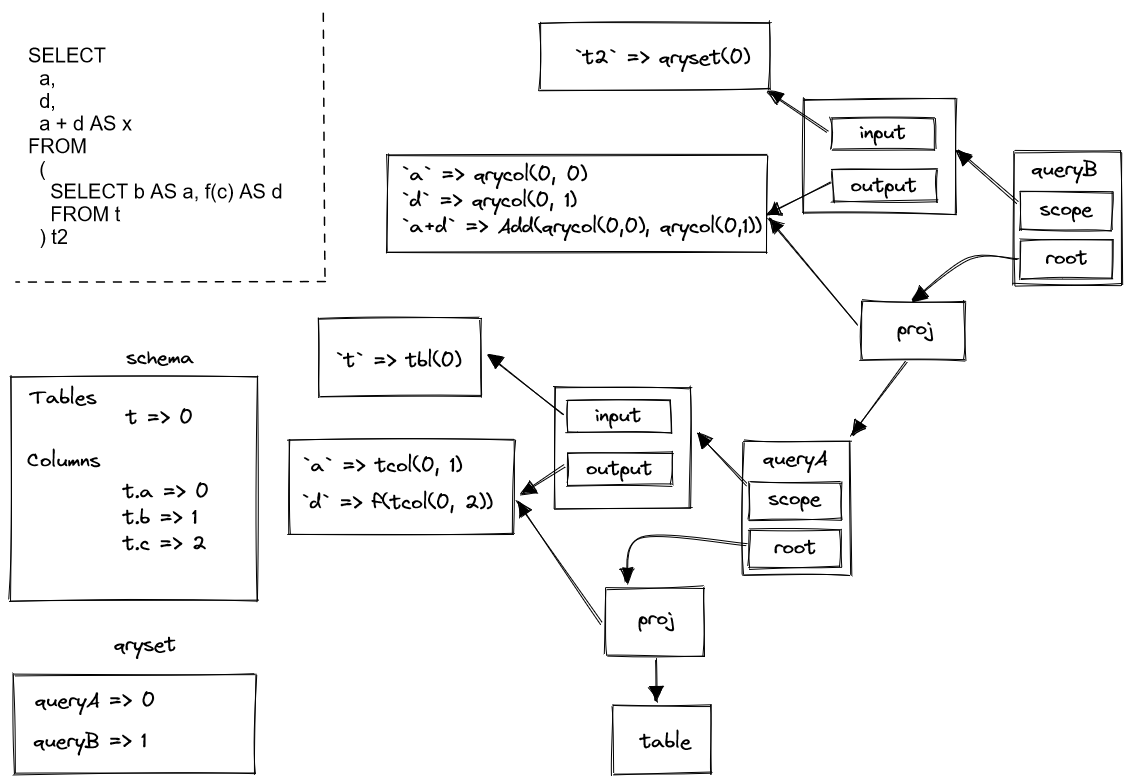 SELECT
a,
d,
a + d AS x
FROM
(
SELECT b AS a, f(c) AS d
FROM t
) t2
`t2` => qryset(0)
input
output
queryB
scope
root
`a` => qrycol(0, 0)
`d` => qrycol(0, 1)
`a+d` => Add(qrycol(0,0), qrycol(0,1))
proj
schema
Tables
t => 0
Columns
t.a => 0
t.b => 1
t.c => 2
`t` => tbl(0)
input
output
queryA
scope
root
`a` => tcol(0, 1)
`d` => f(tcol(0, 2))
proj
table
qryset
queryA => 0
queryB => 1